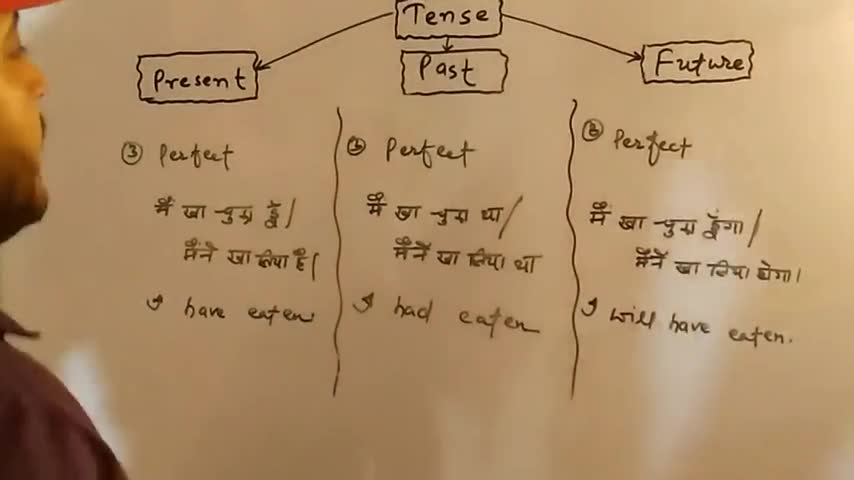 Tense
Present
Past
Future
③ Perfect
मैं खा चुका हूँ /
मैंने खा लिया है।
I have eaten.
③ Perfect
मैं खा चुका था /
मैंने खा लिया था
I had eaten
③ Perfect
मैं खा चुका हूँगा /
मैंने खा लिया होगा।
I will have eaten.